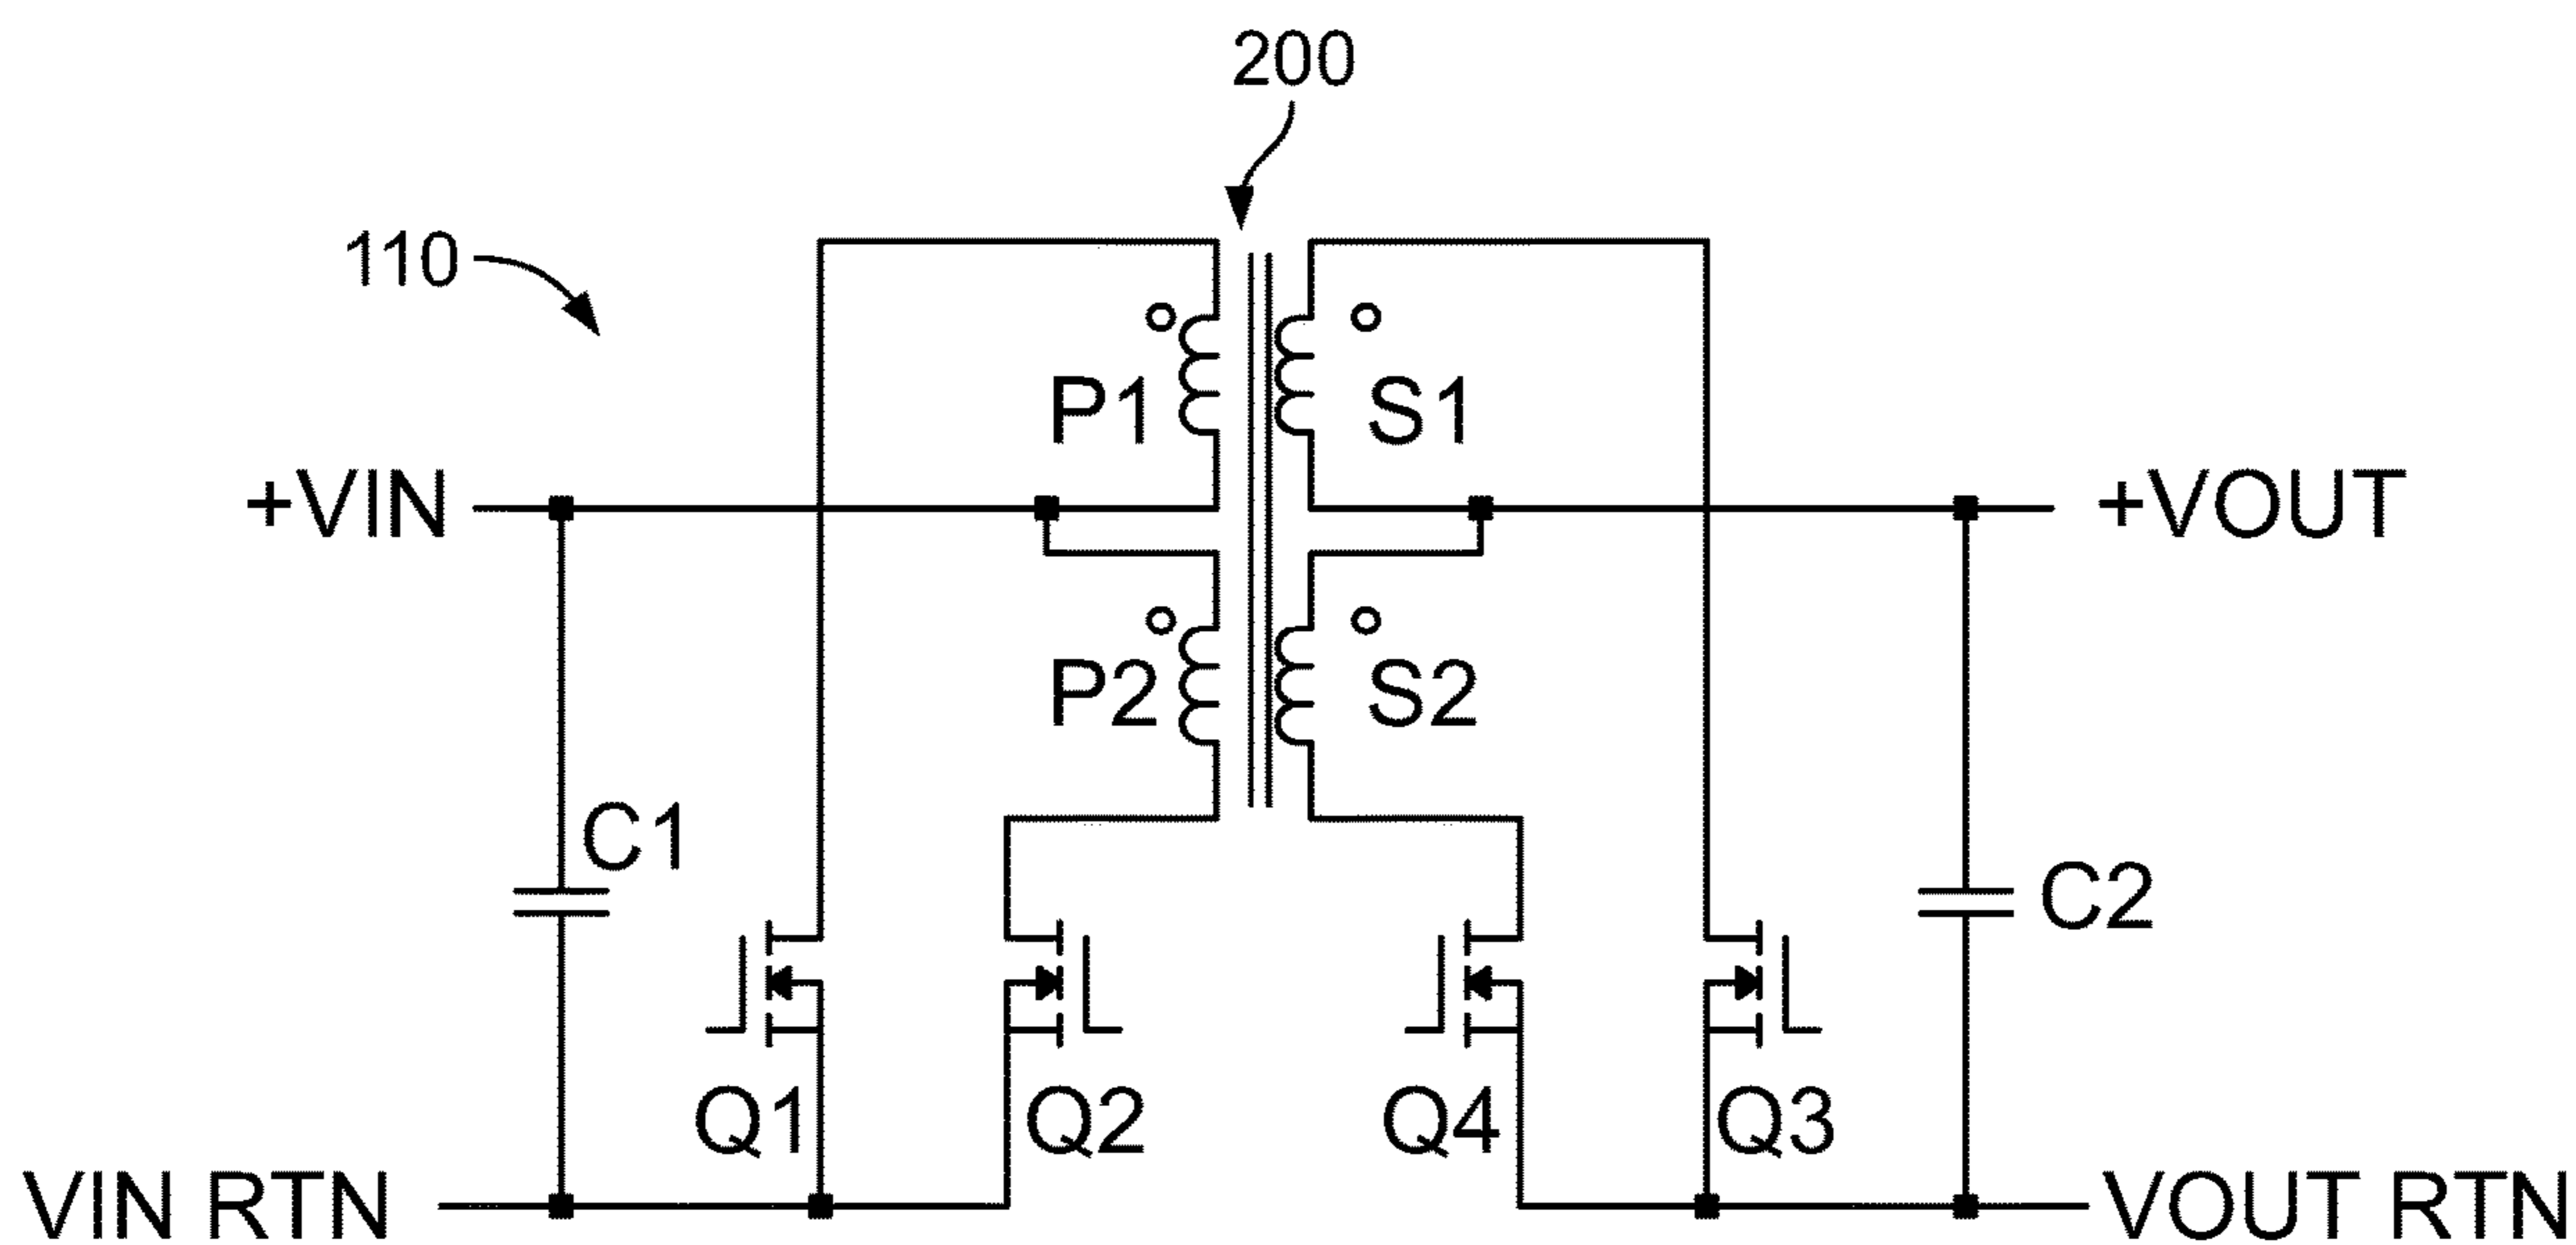 200
110
P1
S1
+VIN
+VOUT
P2
S2
C1
C2
Q1
Q2
Q4
Q3
VIN RTN
VOUT RTN